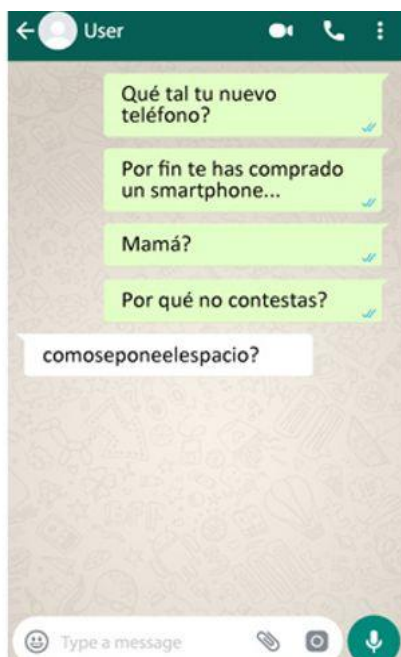 User
Qué tal tu nuevo
teléfono?
Por fin te has comprado
un smartphone...
Mamá?
Por qué no contestas?
comoseponeelespacio?
Type a message